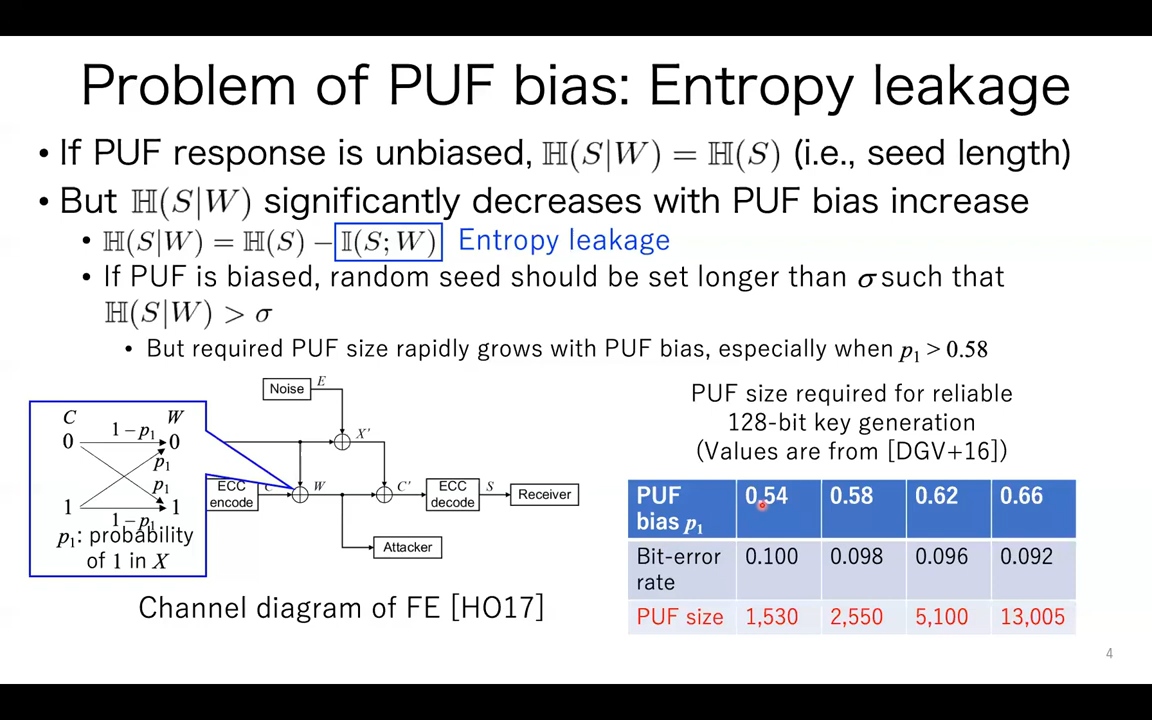 Problem of PUF bias: Entropy leakage
• If PUF response is unbiased, ℍ(S|W) = ℍ(S) (i.e., seed length)
• But ℍ(S|W) significantly decreases with PUF bias increase
• ℍ(S|W) = ℍ(S) − 𝕀(S; W) Entropy leakage
• If PUF is biased, random seed should be set longer than σ such that
ℍ(S|W) > σ
• But required PUF size rapidly grows with PUF bias, especially when p₁ > 0.58
C W
0 1 − p₁ 0
p₁
p₁
1 1 − p₁ 1
p₁: probability
of 1 in X
Noise E
X'
ECC
encode
C W C'
ECC
decode
S Receiver
Attacker
Channel diagram of FE [HO17]
PUF size required for reliable
128-bit key generation
(Values are from [DGV+16])
PUF
bias p₁ 0.54 0.58 0.62 0.66
Bit-error
rate 0.100 0.098 0.096 0.092
PUF size 1,530 2,550 5,100 13,005
4